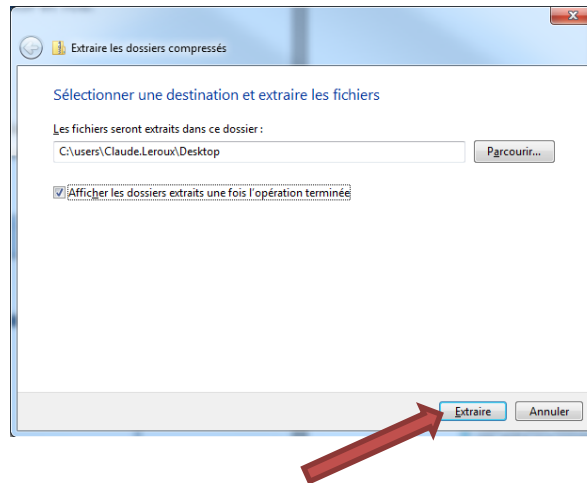 Extraire les dossiers compressés
Sélectionner une destination et extraire les fichiers
Les fichiers seront extraits dans ce dossier :
C:\users\Claude.Leroux\Desktop
Parcourir...
Afficher les dossiers extraits une fois l'opération terminée
Extraire Annuler